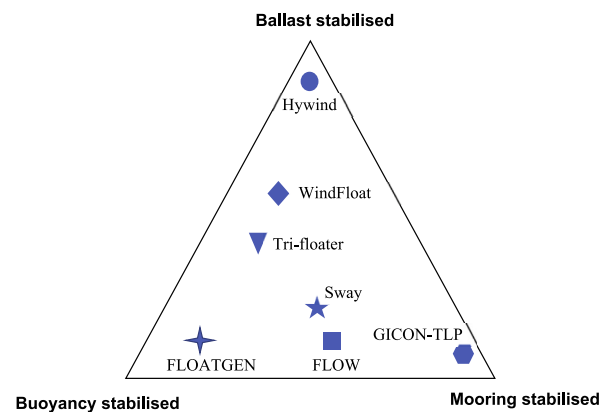 Ballast stabilised
Hywind
WindFloat
Tri-floater
Sway
GICON-TLP
FLOATGEN
FLOW
Buoyancy stabilised
Mooring stabilised